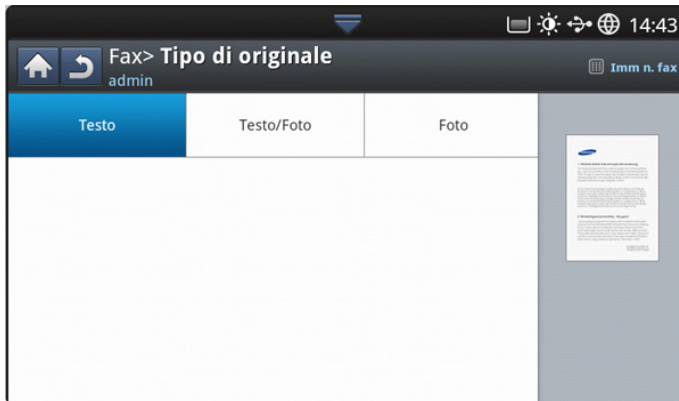 14:43
Fax> Tipo di originale
admin
Imm n. fax
Testo
Testo/Foto
Foto